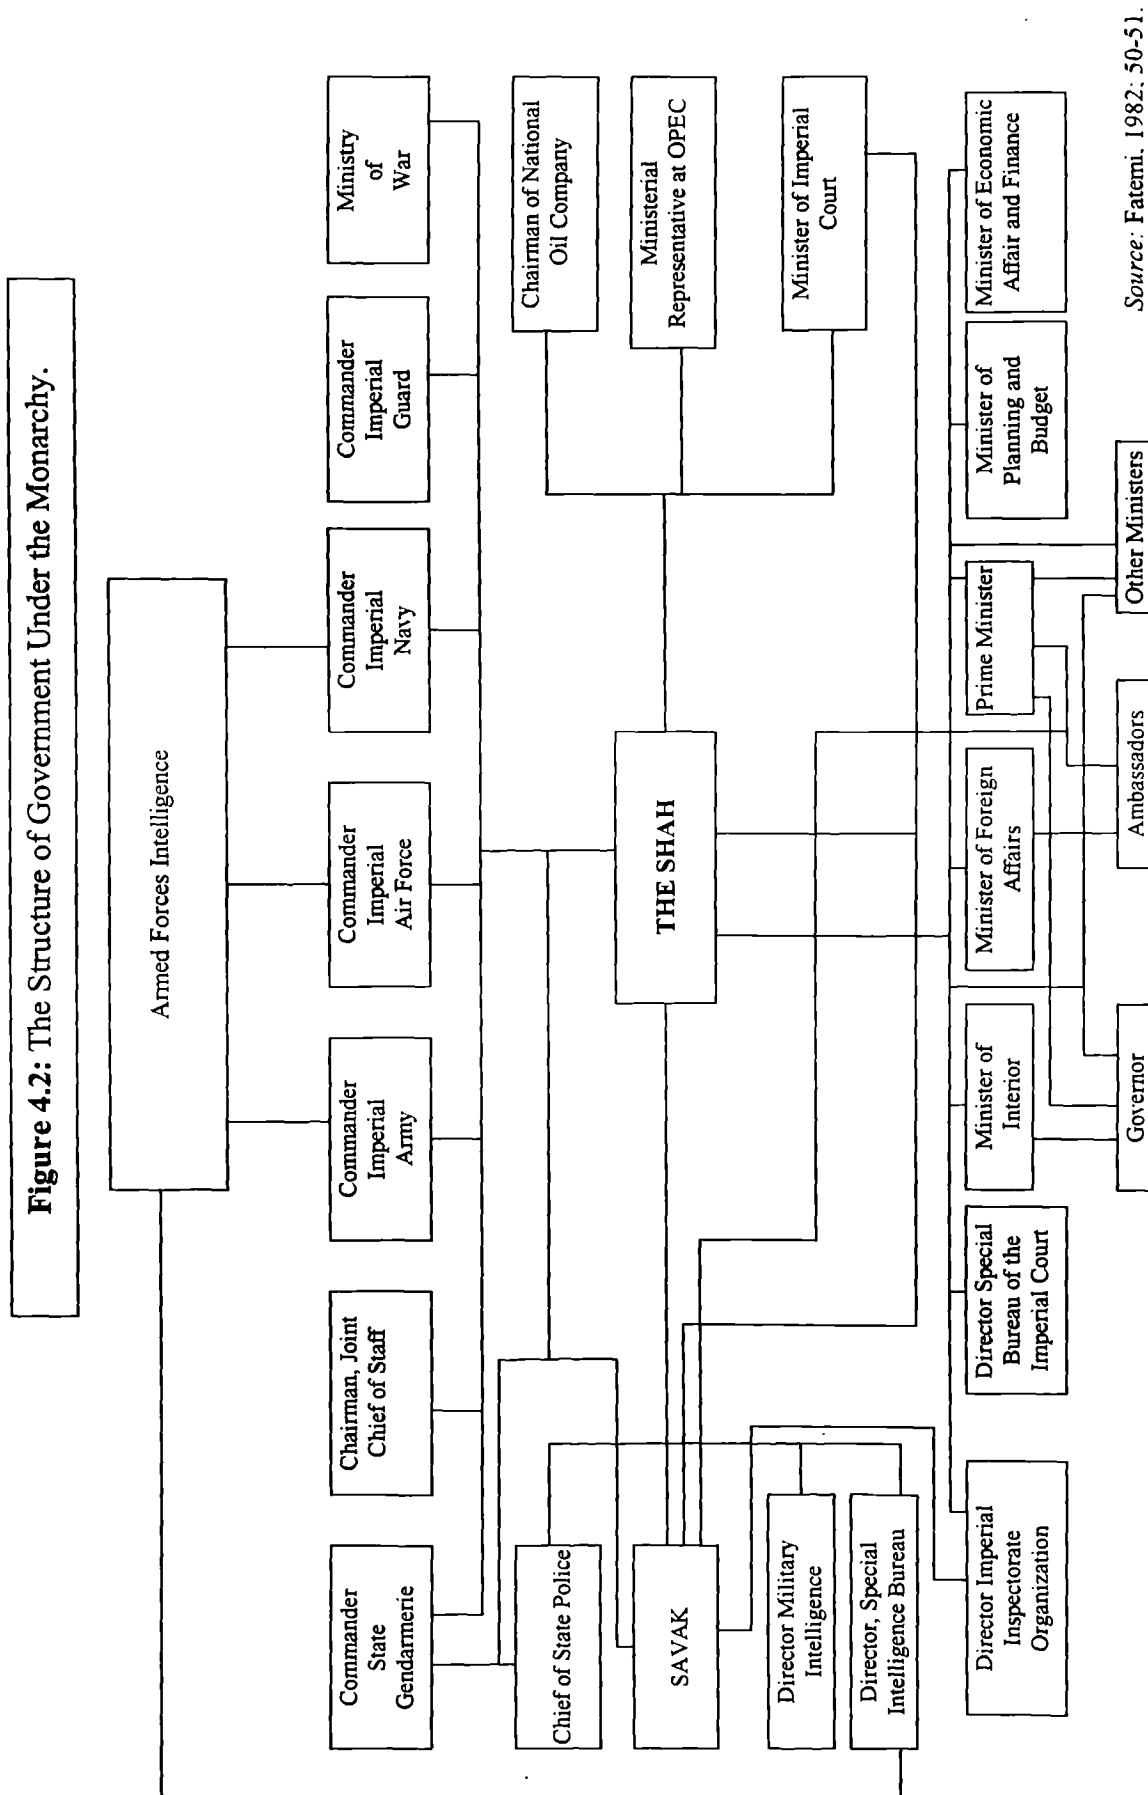 Figure 4.2: The Structure of Government Under the Monarchy.
Armed Forces Intelligence
Commander
State
Gendarmerie
Chairman, Joint
Chief of Staff
Commander
Imperial
Army
Commander
Imperial
Air Force
Commander
Imperial
Navy
Commander
Imperial
Guard
Ministry
of
War
Chief of State Police
SAVAK
Director Military
Intelligence
Director, Special
Intelligence Bureau
THE SHAH
Chairman of National
Oil Company
Ministerial
Representative at OPEC
Minister of Imperial
Court
Director Imperial
Inspectorate
Organization
Director Special
Bureau of the
Imperial Court
Minister of
Interior
Minister of Foreign
Affairs
Prime Minister
Minister of
Planning and
Budget
Minister of Economic
Affair and Finance
Governor
Ambassadors
Other Ministers
Source: Fatemi, 1982: 50-51.